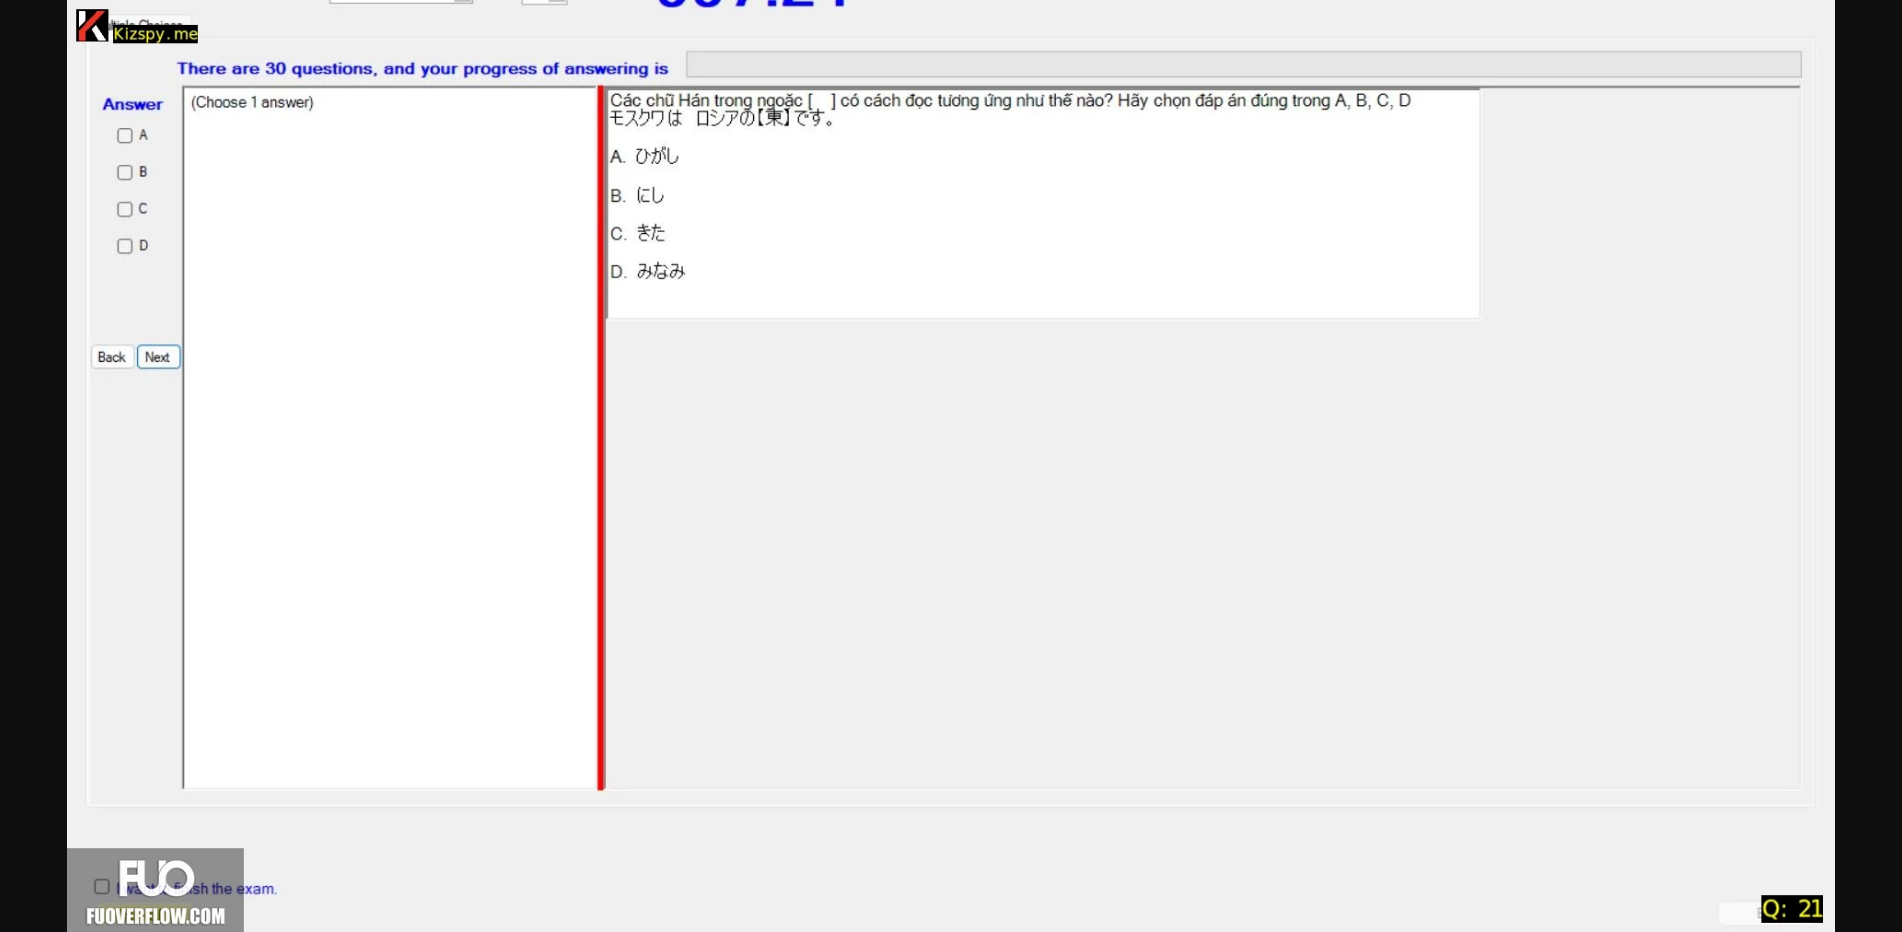 Kizspy.me
There are 30 questions, and your progress of answering is
Answer
(Choose 1 answer)
A
B
C
D
Back
Next
Các chữ Hán trong ngoặc [ ] có cách đọc tương ứng như thế nào? Hãy chọn đáp án đúng trong A, B, C, D
モスクワは ロシアの【東】です。
A. ひがし
B. にし
C. きた
D. みなみ
FUO
finish the exam.
FUOVERFLOW.COM
Q: 21